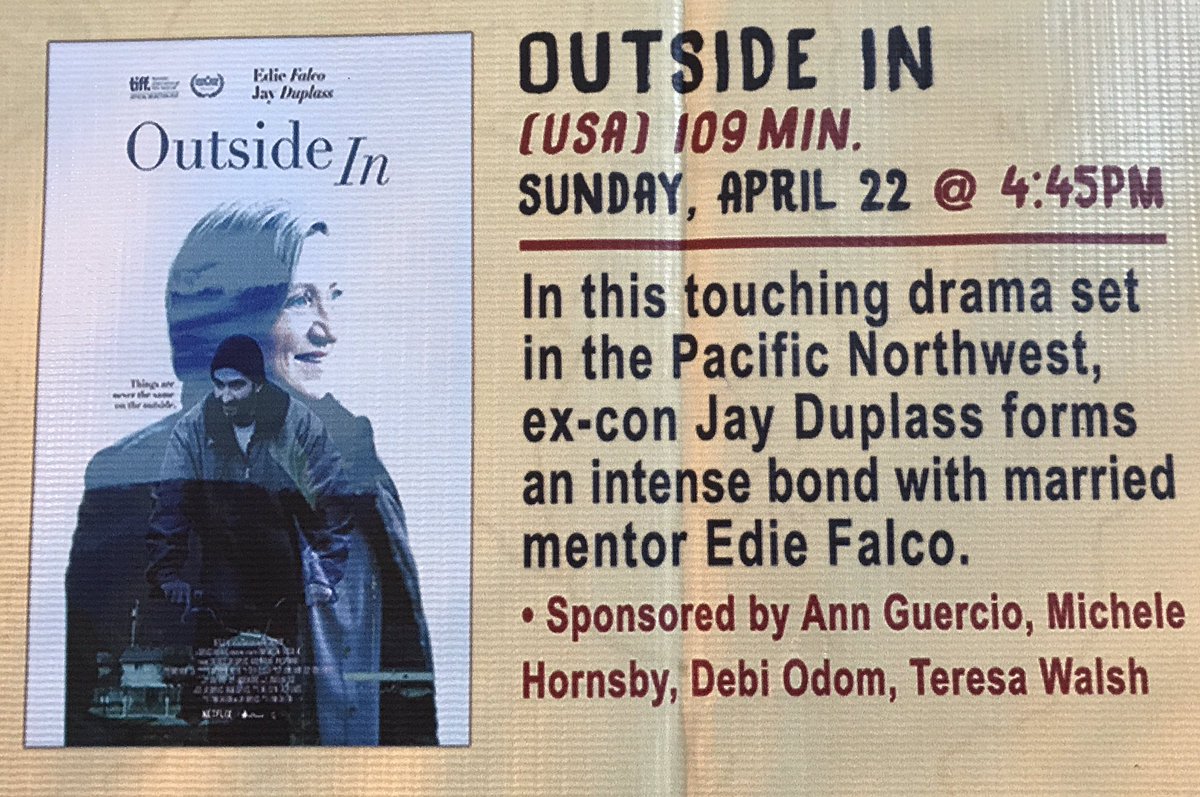 tiff.
Edie Falco
Jay Duplass
Outside In
Things are
never the same
on the outside.
NETFLIX
OUTSIDE IN
(USA) 109 MIN.
SUNDAY, APRIL 22 @ 4:45PM
In this touching drama set
in the Pacific Northwest,
ex-con Jay Duplass forms
an intense bond with married
mentor Edie Falco.
• Sponsored by Ann Guercio, Michele
Hornsby, Debi Odom, Teresa Walsh